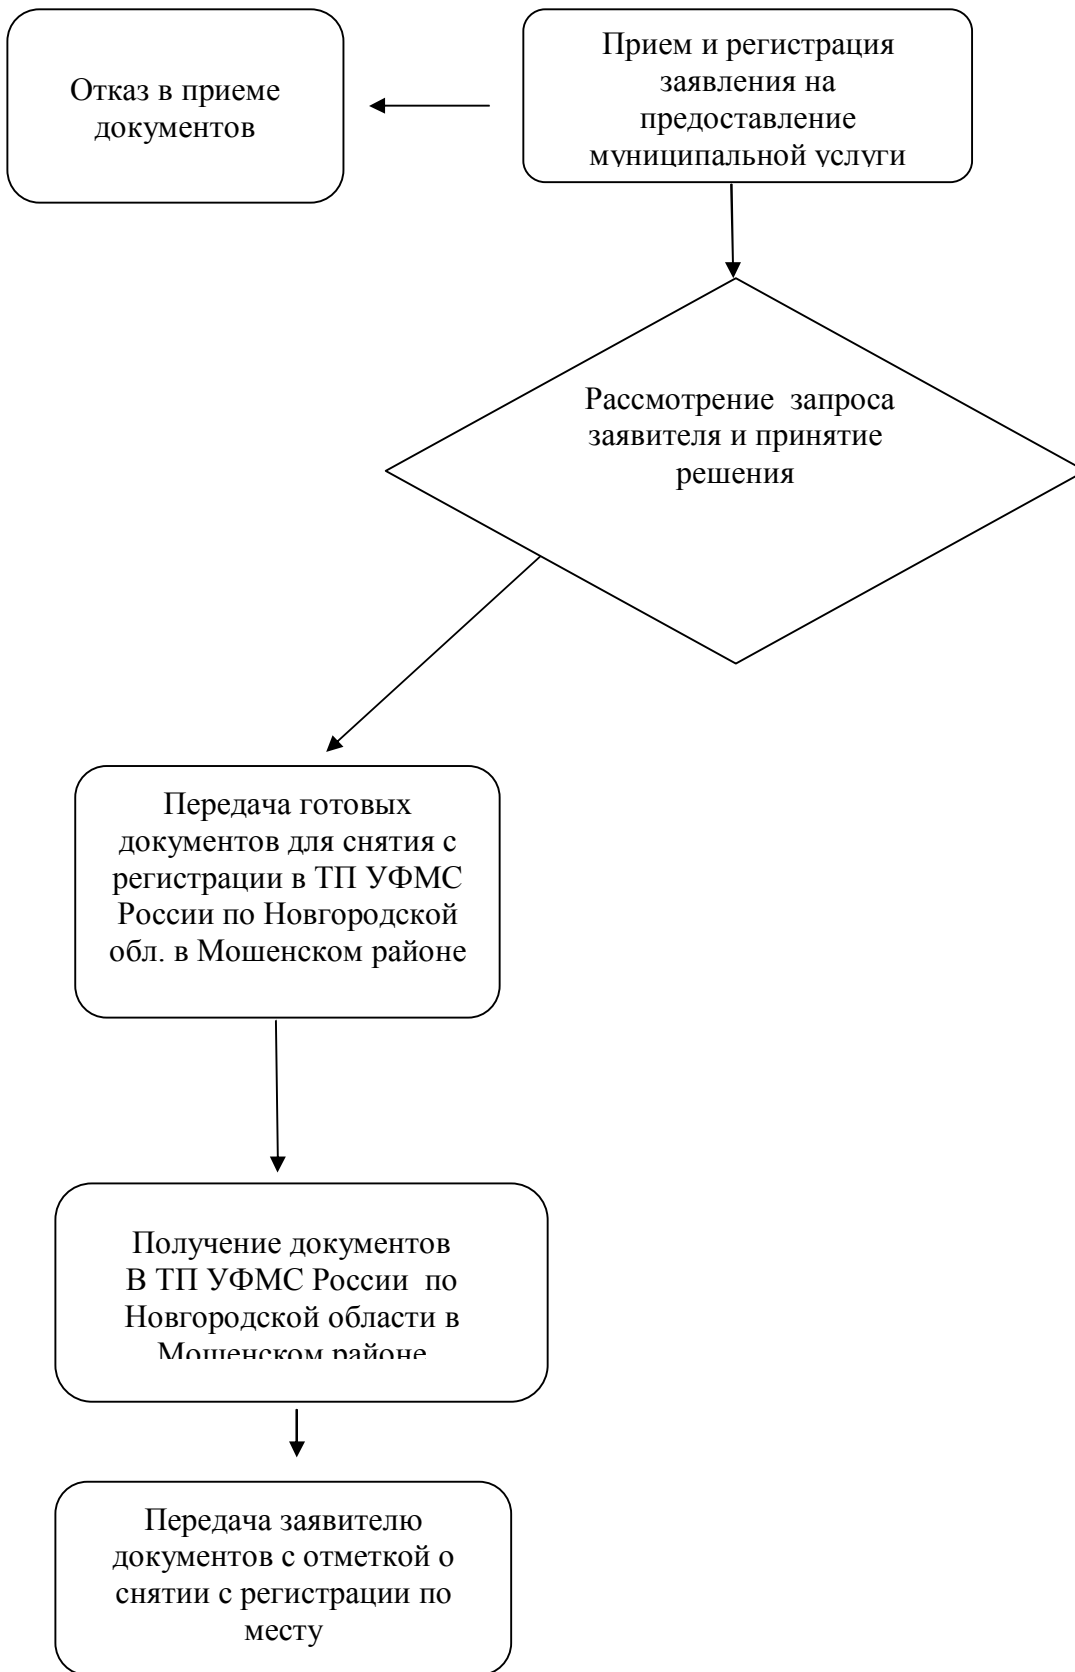 Отказ в приеме
документов
Прием и регистрация
заявления на
предоставление
муниципальной услуги
Рассмотрение запроса
заявителя и принятие
решения
Передача готовых
документов для снятия с
регистрации в ТП УФМС
России по Новгородской
обл. в Мошенском районе
Получение документов
В ТП УФМС России по
Новгородской области в
Мошенском районе
Передача заявителю
документов с отметкой о
снятии с регистрации по
месту